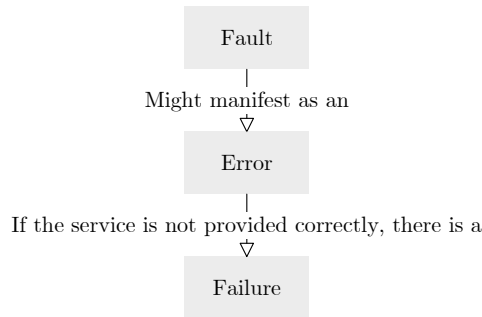 Fault
Might manifest as an
Error
If the service is not provided correctly, there is a
Failure